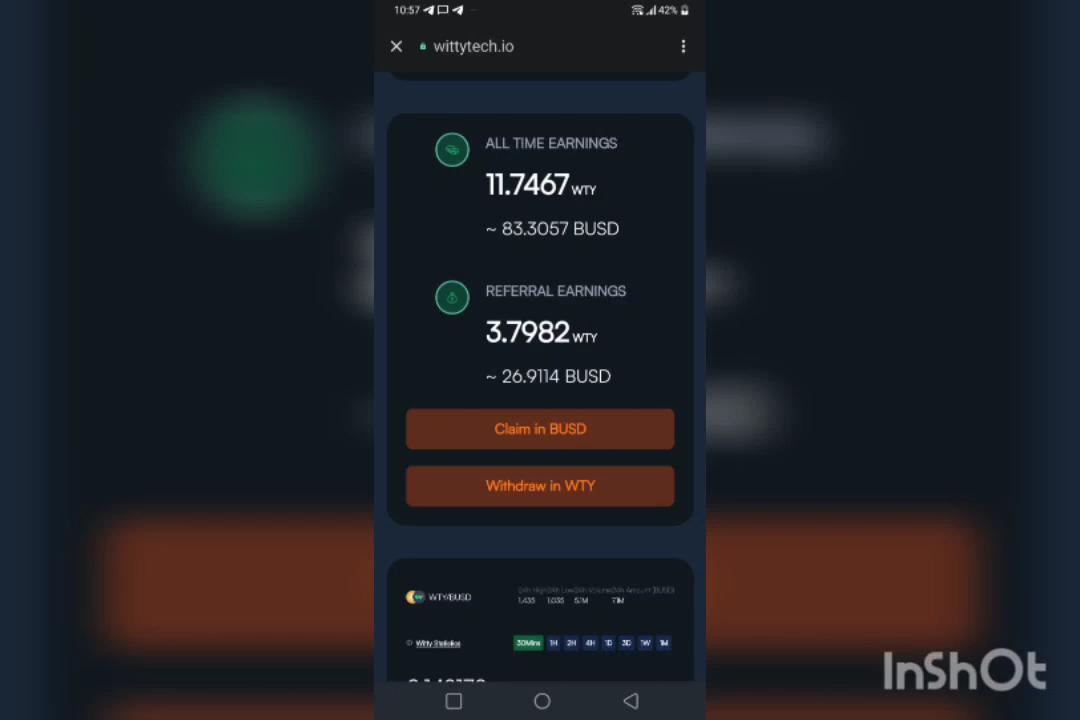 10:57
42%
wittytech.io
ALL TIME EARNINGS
11.7467 WTY
~ 83.3057 BUSD
REFERRAL EARNINGS
3.7982 WTY
~ 26.9114 BUSD
Claim in BUSD
Withdraw in WTY
WTY/BUSD
Witty Statistics
30Mins 1H 2H 4H 1D 3D 1W 1M
InShOt